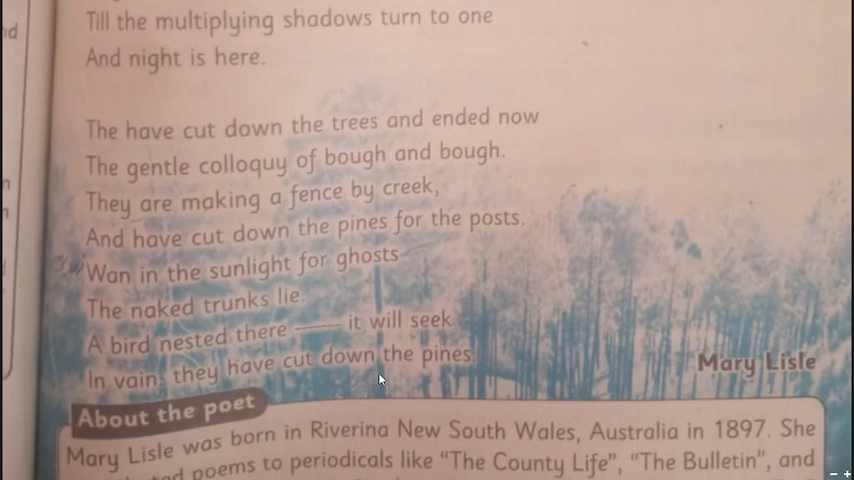 Till the multiplying shadows turn to one
And night is here.
The have cut down the trees and ended now
The gentle colloquy of bough and bough.
They are making a fence by creek,
And have cut down the pines for the posts.
Wan in the sunlight for ghosts
The naked trunks lie.
A bird nested there —— it will seek
In vain; they have cut down the pines.
Mary Lisle
About the poet
Mary Lisle was born in Riverina New South Wales, Australia in 1897. She
poems to periodicals like “The County Life”, “The Bulletin”, and